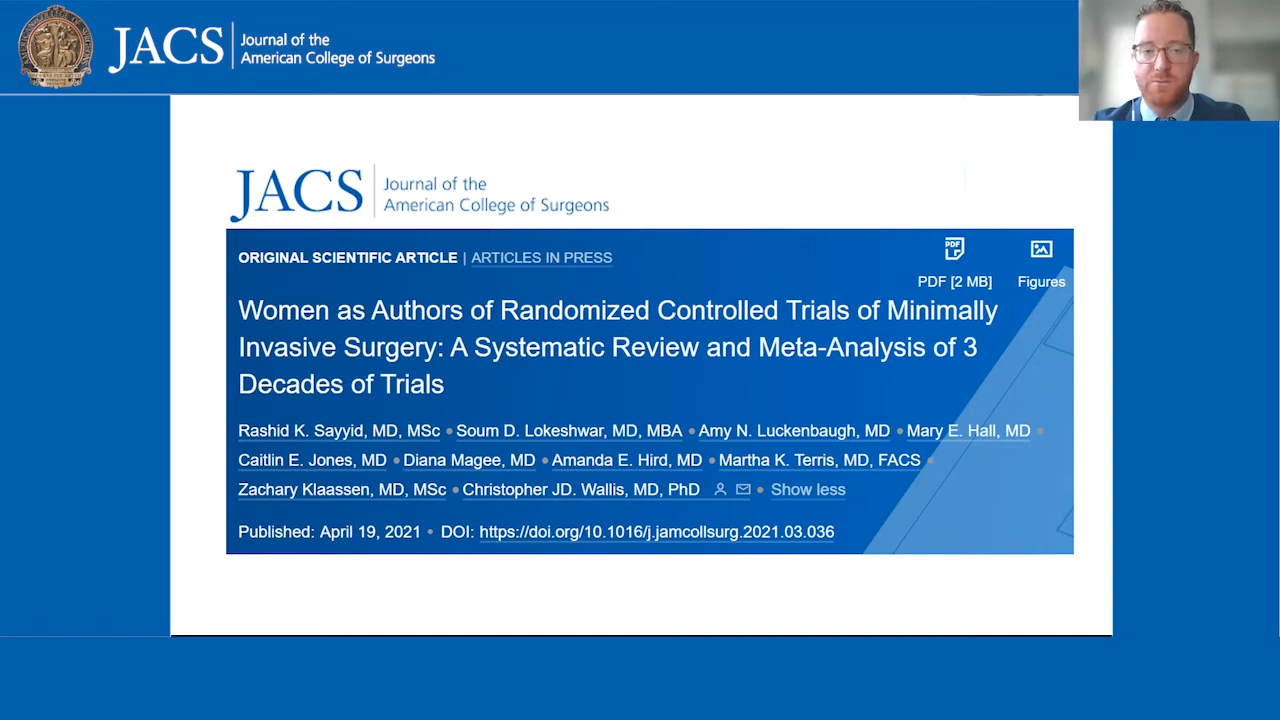 JACS
Journal of the
American College of Surgeons
JACS
Journal of the
American College of Surgeons
ORIGINAL SCIENTIFIC ARTICLE | ARTICLES IN PRESS
PDF
PDF [2 MB]
Figures
Women as Authors of Randomized Controlled Trials of Minimally
Invasive Surgery: A Systematic Review and Meta-Analysis of 3
Decades of Trials
Rashid K. Sayyid, MD, MSc • Soum D. Lokeshwar, MD, MBA • Amy N. Luckenbaugh, MD • Mary E. Hall, MD •
Caitlin E. Jones, MD • Diana Magee, MD • Amanda E. Hird, MD • Martha K. Terris, MD, FACS •
Zachary Klaassen, MD, MSc • Christopher JD. Wallis, MD, PhD • Show less
Published: April 19, 2021 • DOI: https://doi.org/10.1016/j.jamcollsurg.2021.03.036